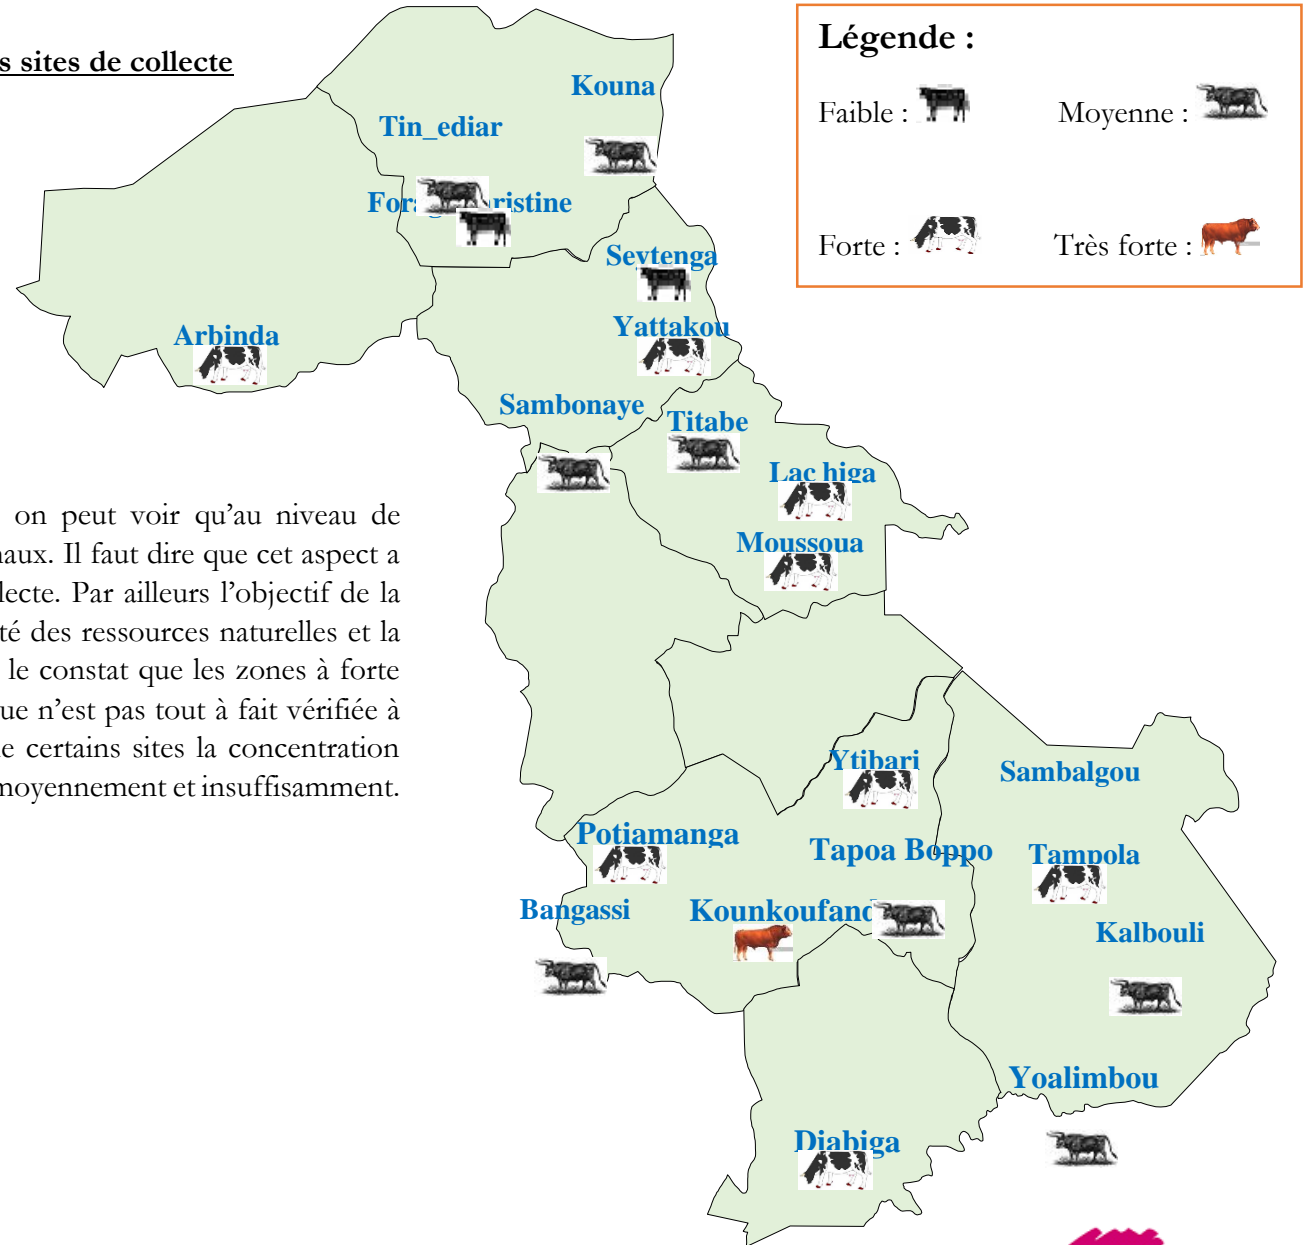 s sites de collecte
Légende :
Faible :
Moyenne :
Forte :
Très forte :
Kouna
Tin_ediar
Seytenga
Yattakou
Arbinda
Sambonaye
Titabe
Lac higa
Moussoua
on peut voir qu’au niveau de
naux. Il faut dire que cet aspect a
lecte. Par ailleurs l’objectif de la
té des ressources naturelles et la
le constat que les zones à forte
ue n’est pas tout à fait vérifiée à
e certains sites la concentration
moyennement et insuffisamment.
Ytibari
Sambalgou
Potiamanga
Tapoa Boppo
Tampola
Bangassi
Kounkoufand
Kalbouli
Yoalimbou
Diabiga